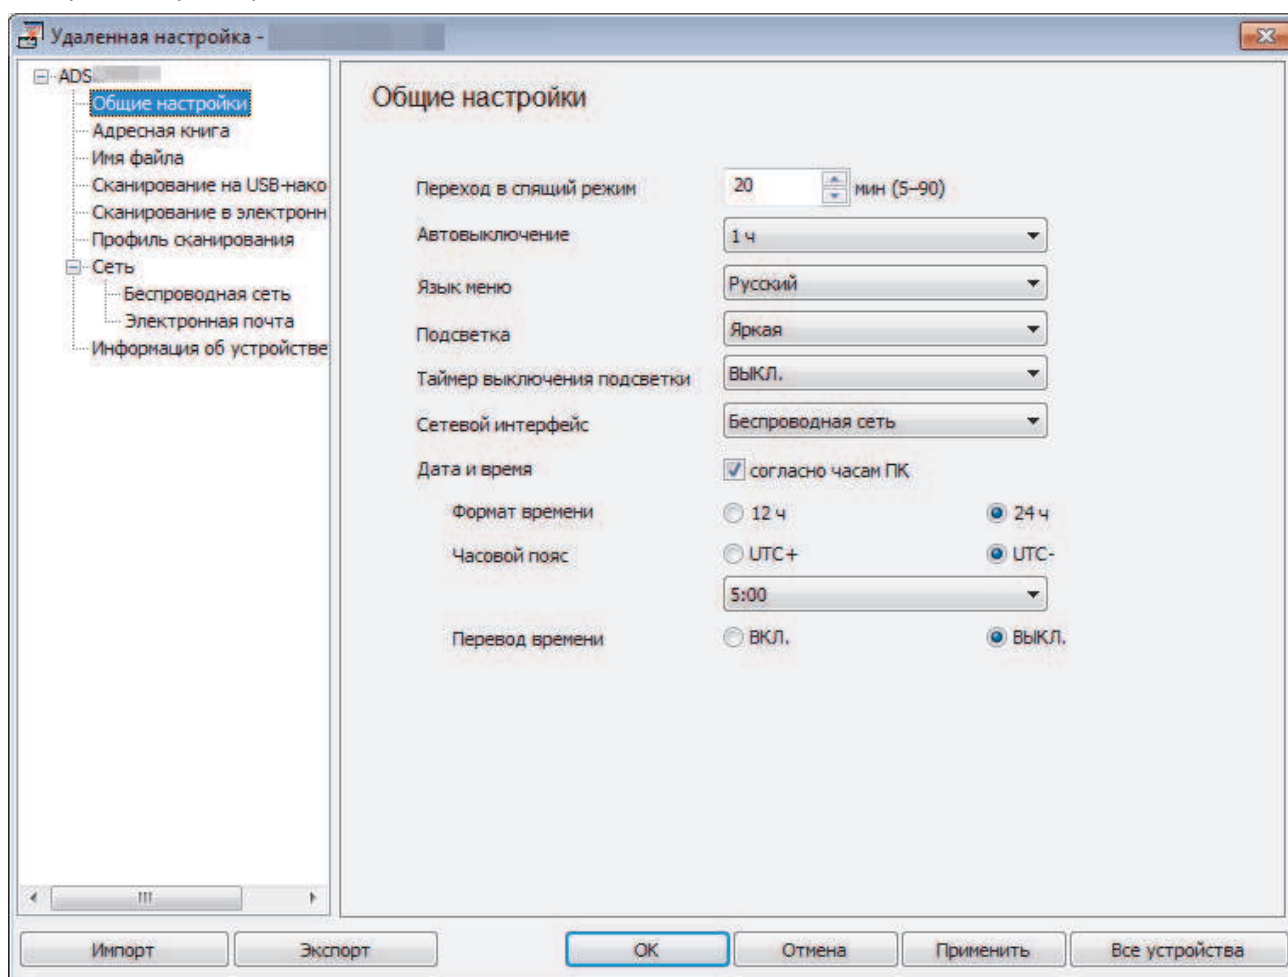 Удаленная настройка -
ADS
Общие настройки
Адресная книга
Имя файла
Сканирование на USB-нако
Сканирование в электронн
Профиль сканирования
Сеть
Беспроводная сеть
Электронная почта
Информация об устройстве
Общие настройки
Переход в спящий режим 20 мин (5–90)
Автовыключение 1 ч
Язык меню Русский
Подсветка Яркая
Таймер выключения подсветки ВЫКЛ.
Сетевой интерфейс Беспроводная сеть
Дата и время согласно часам ПК
Формат времени 12 ч 24 ч
Часовой пояс UTC+ UTC-
5:00
Перевод времени ВКЛ. ВЫКЛ.
Импорт Экспорт OK Отмена Применить Все устройства